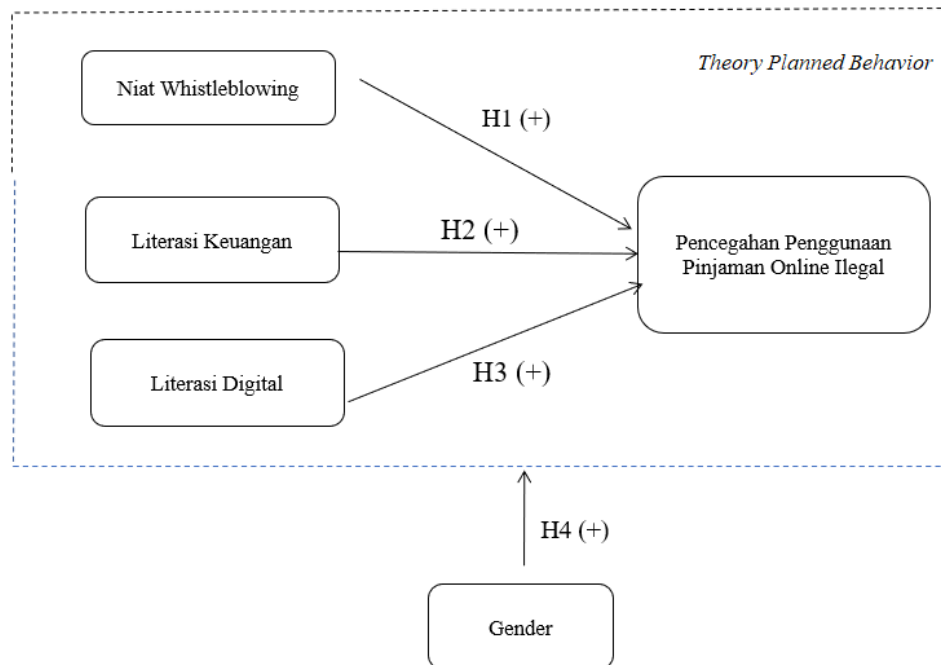 Niat Whistleblowing
Theory Planned Behavior
H1 (+)
Literasi Keuangan
H2 (+)
Pencegahan Penggunaan
Pinjaman Online Ilegal
Literasi Digital
H3 (+)
H4 (+)
Gender